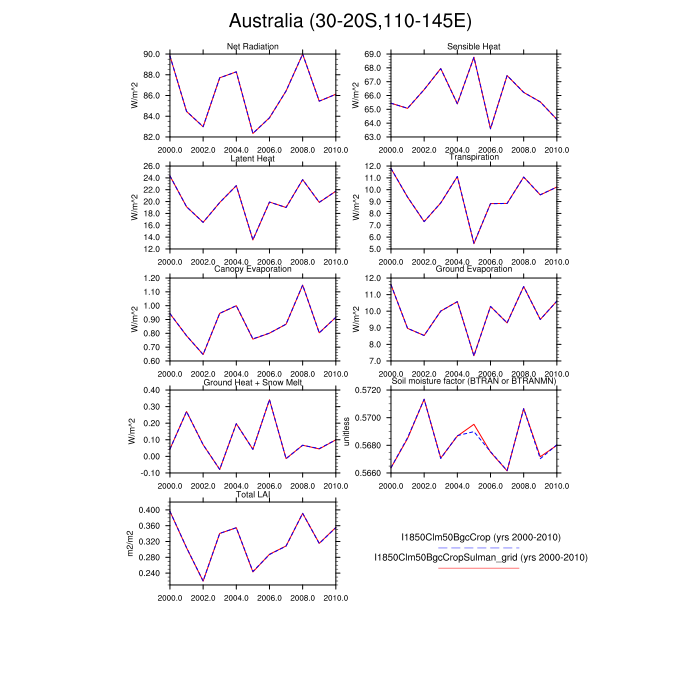 Australia (30-20S,110-145E)
Net Radiation
W/m^2
90.0
88.0
86.0
84.0
82.0
2000.0 2002.0 2004.0 2006.0 2008.0 2010.0
Sensible Heat
W/m^2
69.0
68.0
67.0
66.0
65.0
64.0
63.0
2000.0 2002.0 2004.0 2006.0 2008.0 2010.0
Latent Heat
W/m^2
26.0
24.0
22.0
20.0
18.0
16.0
14.0
12.0
2000.0 2002.0 2004.0 2006.0 2008.0 2010.0
Transpiration
W/m^2
12.0
11.0
10.0
9.0
8.0
7.0
6.0
5.0
2000.0 2002.0 2004.0 2006.0 2008.0 2010.0
Canopy Evaporation
W/m^2
1.20
1.10
1.00
0.90
0.80
0.70
0.60
2000.0 2002.0 2004.0 2006.0 2008.0 2010.0
Ground Evaporation
W/m^2
12.0
11.0
10.0
9.0
8.0
7.0
2000.0 2002.0 2004.0 2006.0 2008.0 2010.0
Ground Heat + Snow Melt
W/m^2
0.40
0.30
0.20
0.10
0.00
-0.10
2000.0 2002.0 2004.0 2006.0 2008.0 2010.0
Soil moisture factor (BTRAN or BTRANMN)
unitless
0.5720
0.5700
0.5680
0.5660
2000.0 2002.0 2004.0 2006.0 2008.0 2010.0
Total LAI
m2/m2
0.400
0.360
0.320
0.280
0.240
2000.0 2002.0 2004.0 2006.0 2008.0 2010.0
I1850Clm50BgcCrop (yrs 2000-2010)
I1850Clm50BgcCropSulman_grid (yrs 2000-2010)